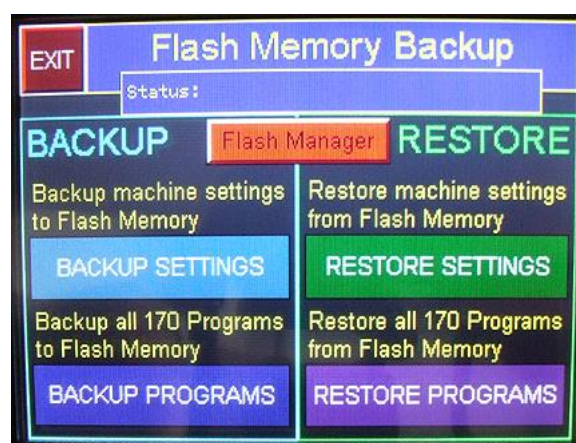 EXIT
Flash Memory Backup
Status:
BACKUP
Flash Manager
RESTORE
Backup machine settings
to Flash Memory
BACKUP SETTINGS
Restore machine settings
from Flash Memory
RESTORE SETTINGS
Backup all 170 Programs
to Flash Memory
BACKUP PROGRAMS
Restore all 170 Programs
from Flash Memory
RESTORE PROGRAMS